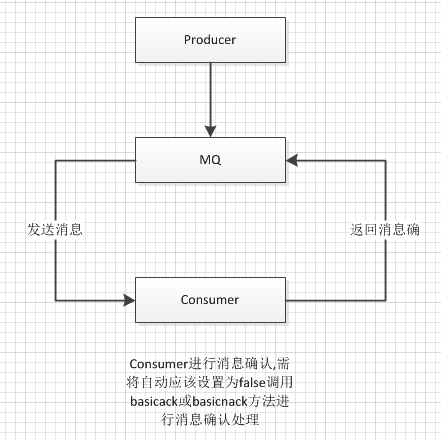 Producer
MQ
发送消息
返回消息确
Consumer
Consumer进行消息确认,需
将自动应该设置为false调用
basicack或basicnack方法进
行消息确认处理